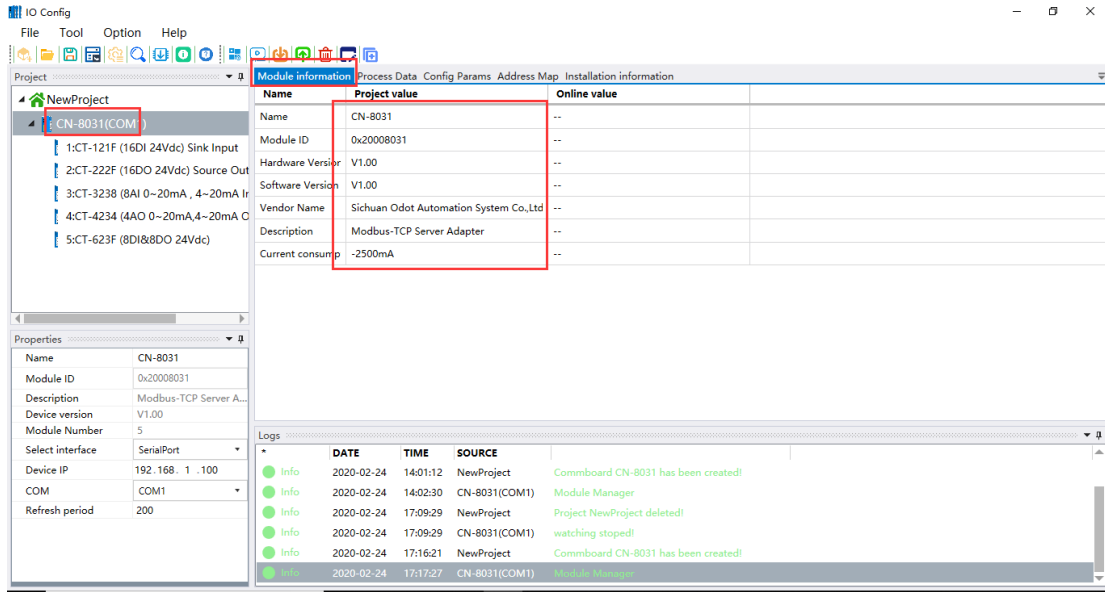 IO Config
File Tool Option Help
Project
NewProject
CN-8031(COM1)
1:CT-121F (16DI 24Vdc) Sink Input
2:CT-222F (16DO 24Vdc) Source Out
3:CT-3238 (8AI 0~20mA , 4~20mA Ir
4:CT-4234 (4AO 0~20mA,4~20mA O
5:CT-623F (8DI&8DO 24Vdc)
Properties
Name CN-8031
Module ID 0x20008031
Description Modbus-TCP Server A...
Device version V1.00
Module Number 5
Select interface SerialPort
Device IP 192.168. 1 .100
COM COM1
Refresh period 200
Module information Process Data Config Params Address Map Installation information
Name Project value Online value
Name CN-8031 --
Module ID 0x20008031 --
Hardware Version V1.00 --
Software Version V1.00 --
Vendor Name Sichuan Odot Automation System Co.,Ltd --
Description Modbus-TCP Server Adapter --
Current consump -2500mA --
Logs
* DATE TIME SOURCE
Info 2020-02-24 14:01:12 NewProject Commboard CN-8031 has been created!
Info 2020-02-24 14:02:30 CN-8031(COM1) Module Manager
Info 2020-02-24 17:09:29 NewProject Project NewProject deleted!
Info 2020-02-24 17:09:29 CN-8031(COM1) watching stoped!
Info 2020-02-24 17:16:21 NewProject Commboard CN-8031 has been created!
Info 2020-02-24 17:17:27 CN-8031(COM1) Module Manager